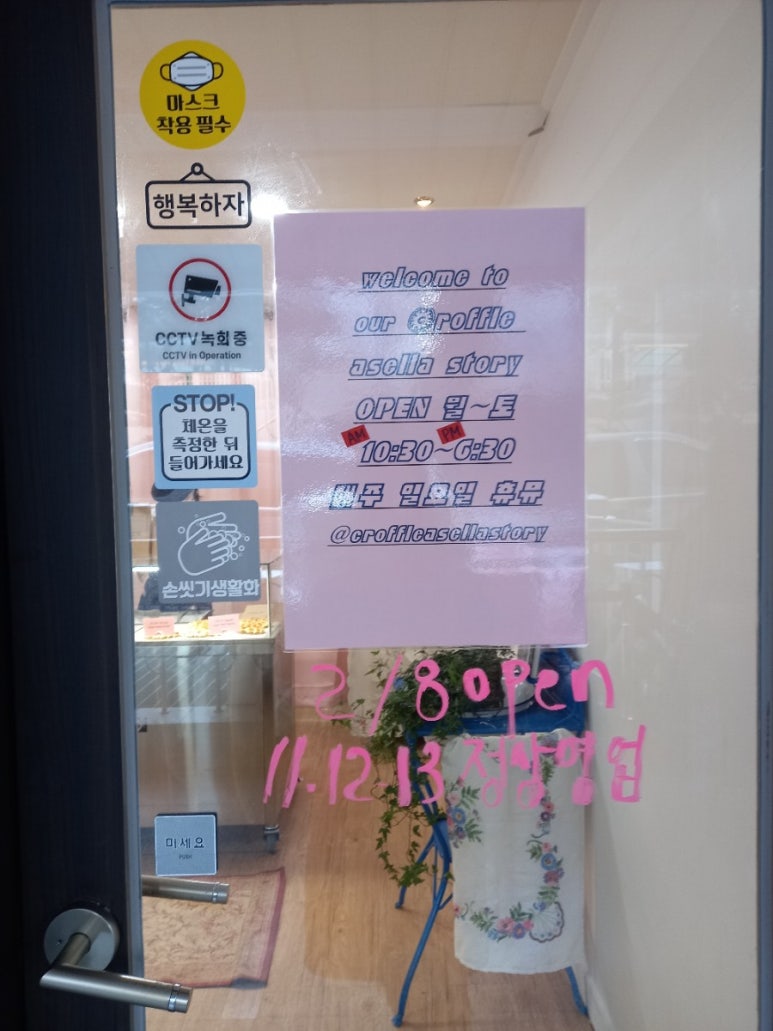 마스크
착용 필수
행복하자
CCTV 녹화 중
CCTV in Operation
STOP!
체온을
측정한 뒤
들어가세요
손씻기생활화
welcome to
our Croffle
asella story
OPEN 월~토
AM PM
10:30~6:30
매주 일요일 휴뮤
@croffleasellastory
2/8 open
11.12 13 정상영업
미세요
PUSH